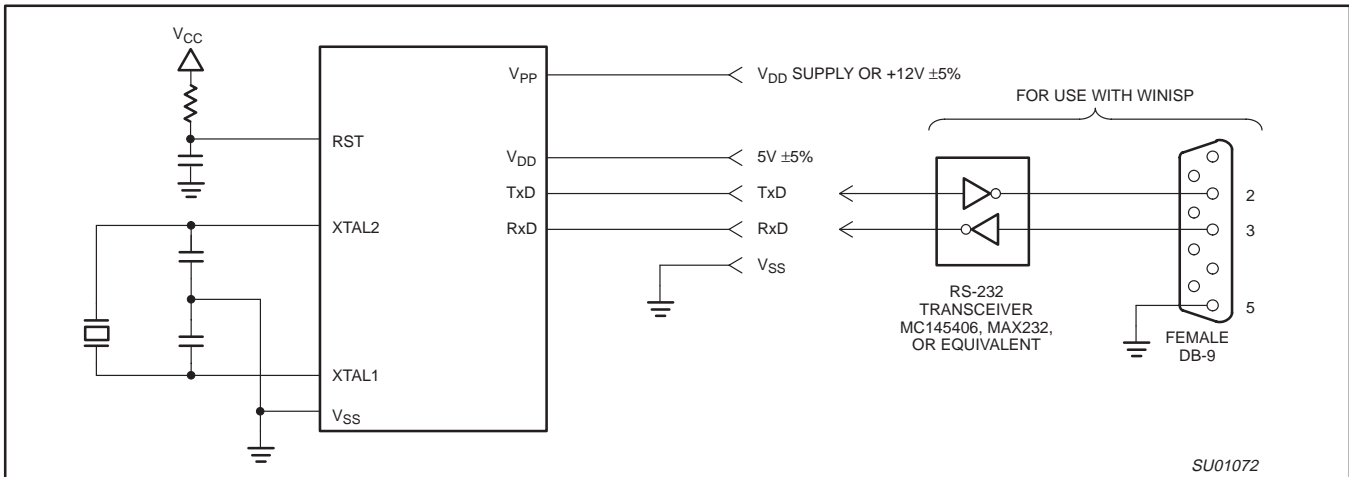 VCC
RST
XTAL2
XTAL1
VSS
VPP
VDD
TxD
RxD
VDD SUPPLY OR +12V ±5%
5V ±5%
TxD
RxD
VSS
FOR USE WITH WINISP
RS-232
TRANSCEIVER
MC145406, MAX232,
OR EQUIVALENT
2
3
5
FEMALE
DB-9
SU01072